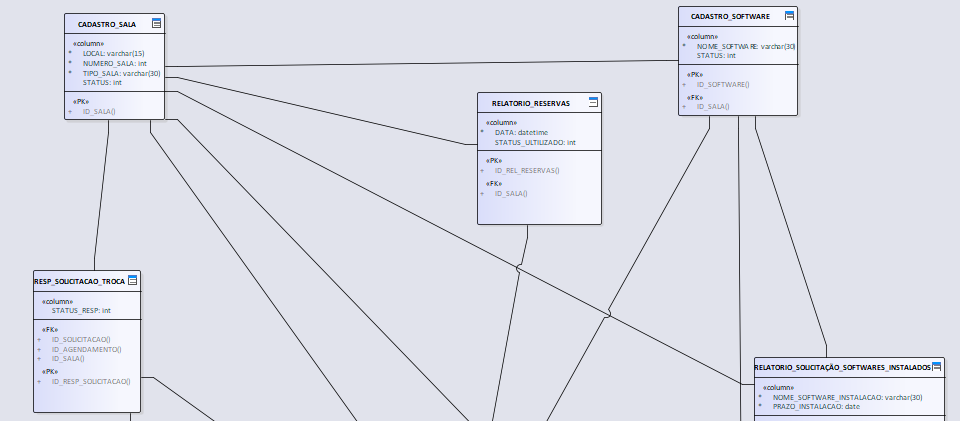 CADASTRO_SALA
«column»
* LOCAL: varchar(15)
* NUMERO_SALA: int
* TIPO_SALA: varchar(30)
STATUS: int
«PK»
+ ID_SALA()
CADASTRO_SOFTWARE
«column»
* NOME_SOFTWARE: varchar(30)
STATUS: int
«PK»
+ ID_SOFTWARE()
«FK»
+ ID_SALA()
RELATORIO_RESERVAS
«column»
* DATA: datetime
STATUS_ULTILIZADO: int
«PK»
+ ID_REL_RESERVAS()
«FK»
+ ID_SALA()
RESP_SOLICITACAO_TROCA
«column»
STATUS_RESP: int
«FK»
+ ID_SOLICITACAO()
+ ID_AGENDAMENTO()
+ ID_SALA()
«PK»
+ ID_RESP_SOLICITACAO()
RELATORIO_SOLICITAÇÃO_SOFTWARES_INSTALADOS
«column»
* NOME_SOFTWARE_INSTALACAO: varchar(30)
* PRAZO_INSTALACAO: date